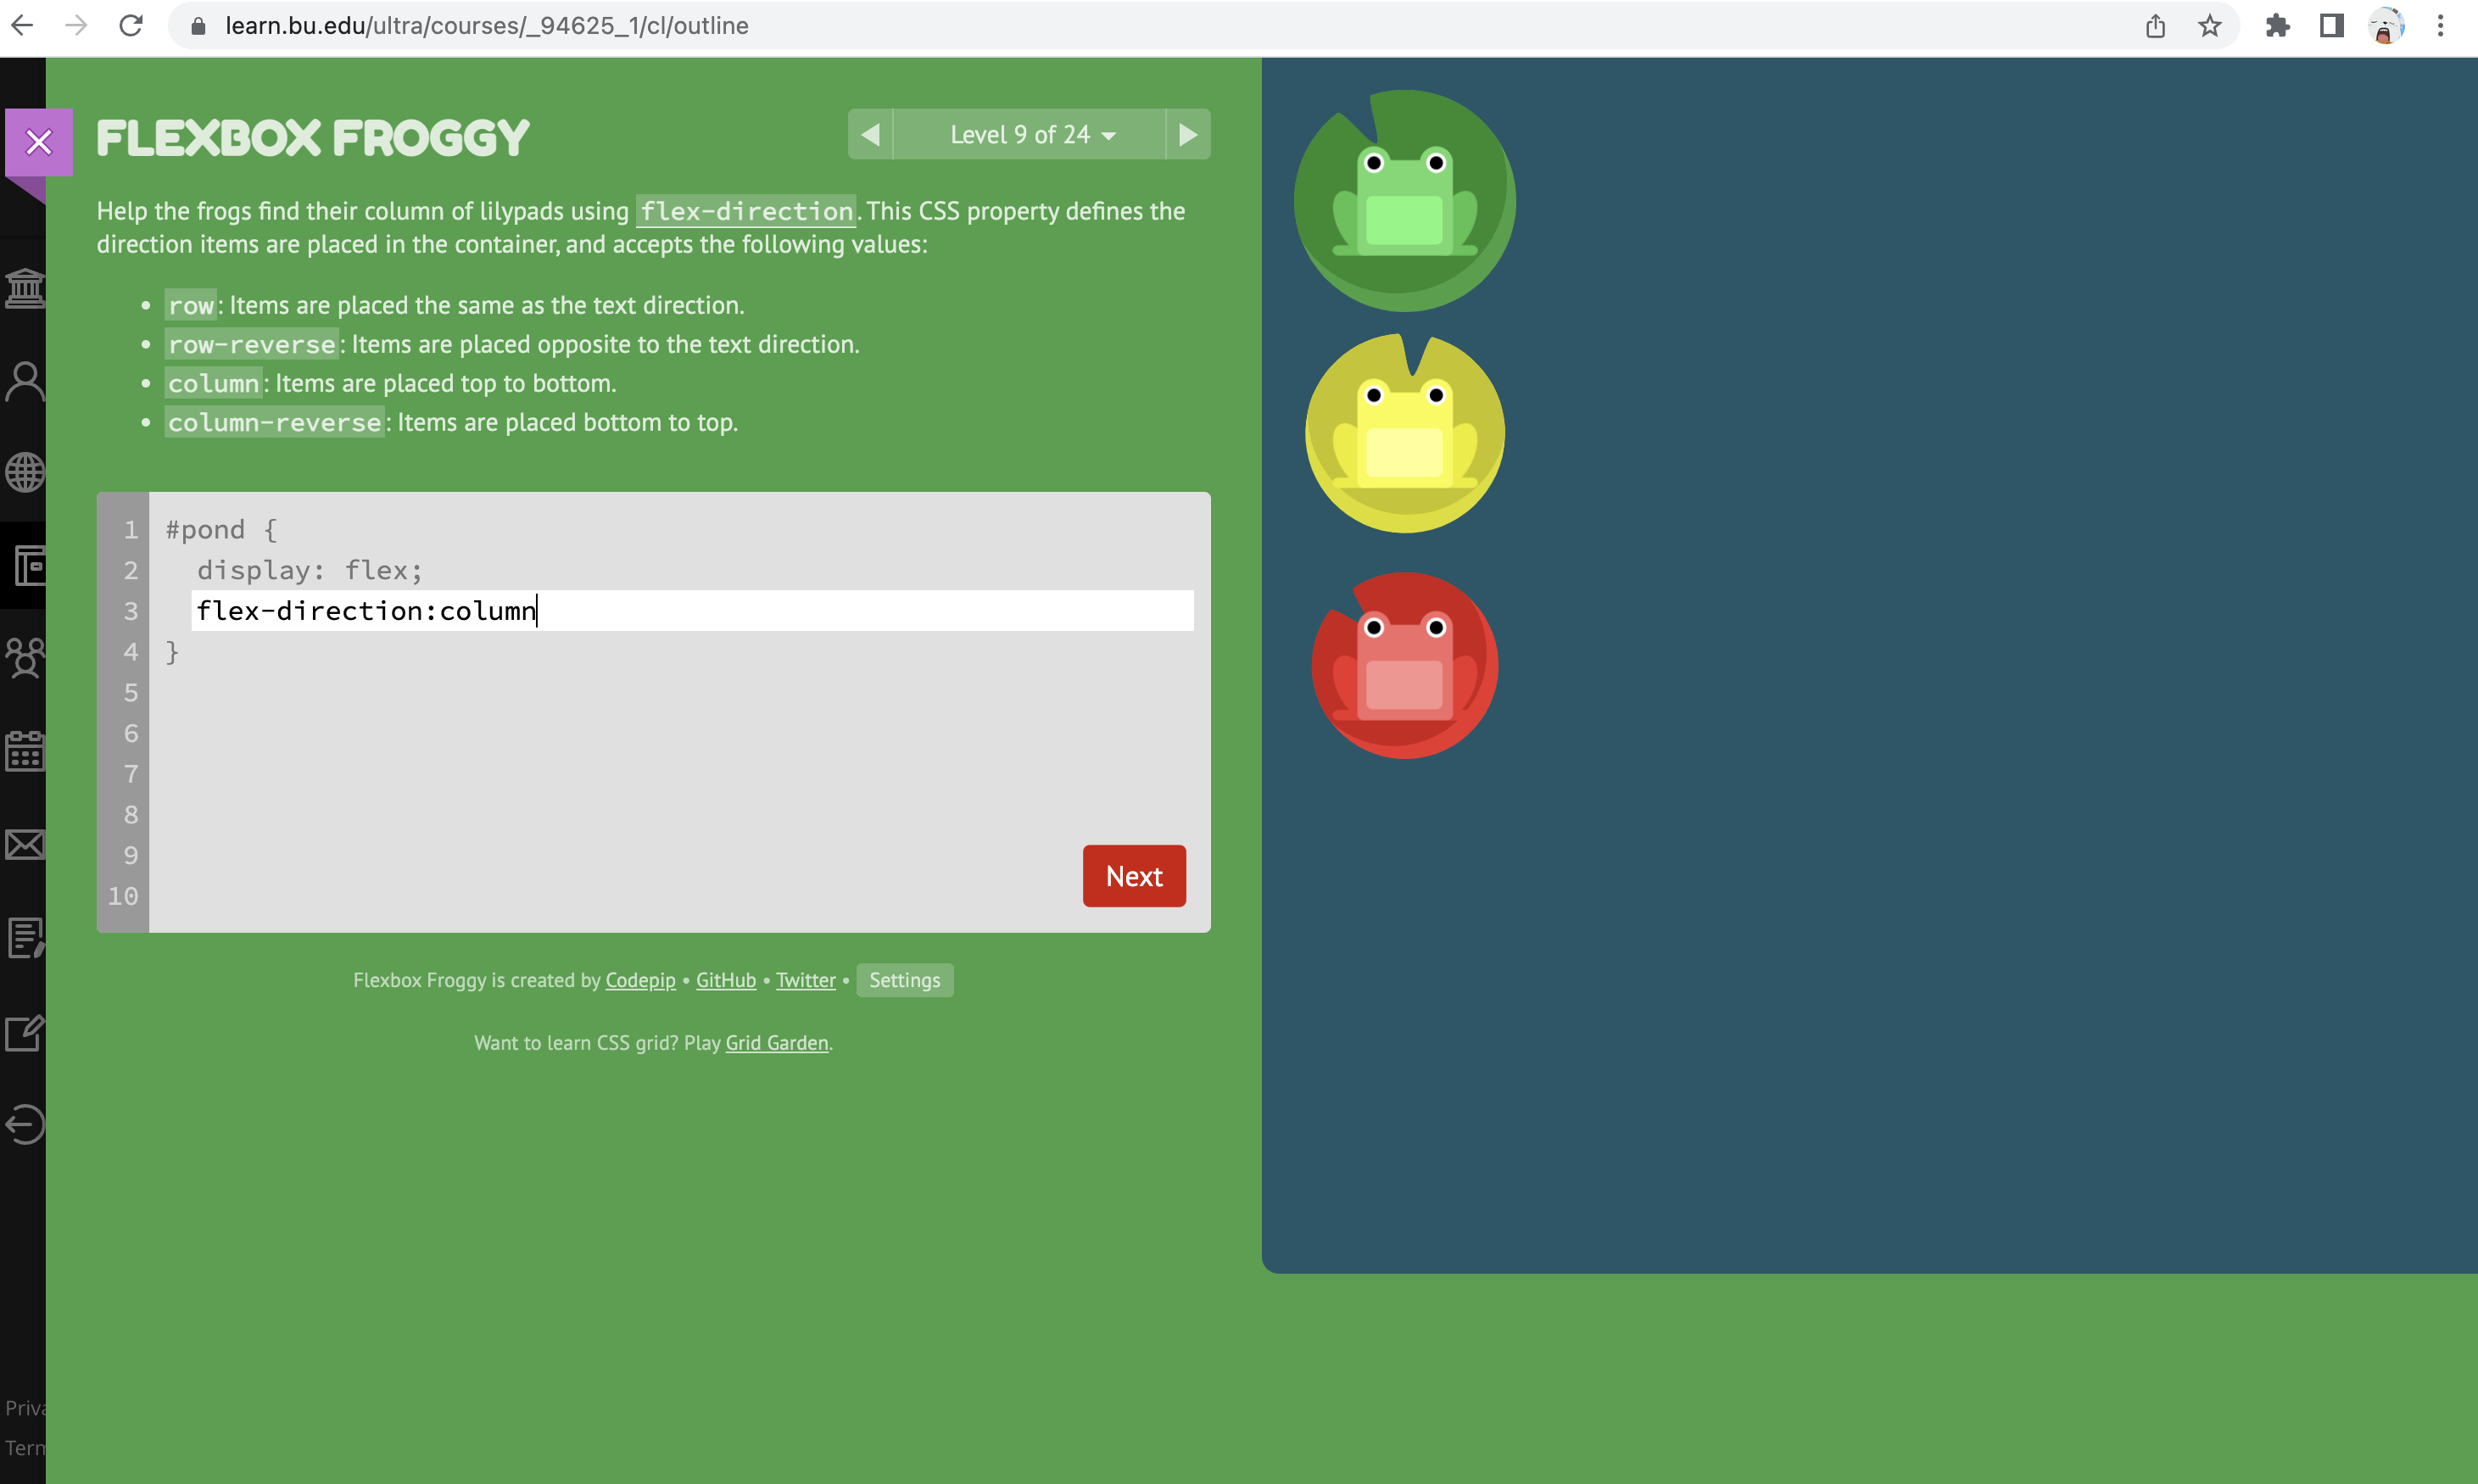 learn.bu.edu/ultra/courses/_94625_1/cl/outline
FLEXBOX FROGGY
Level 9 of 24
Help the frogs find their column of lilypads using flex-direction. This CSS property defines the
direction items are placed in the container, and accepts the following values:
• row: Items are placed the same as the text direction.
• row-reverse: Items are placed opposite to the text direction.
• column: Items are placed top to bottom.
• column-reverse: Items are placed bottom to top.
1 #pond {
2 display: flex;
3 flex-direction:column
4 }
5
6
7
8
9
10
Next
Flexbox Froggy is created by Codepip • GitHub • Twitter • Settings
Want to learn CSS grid? Play Grid Garden.